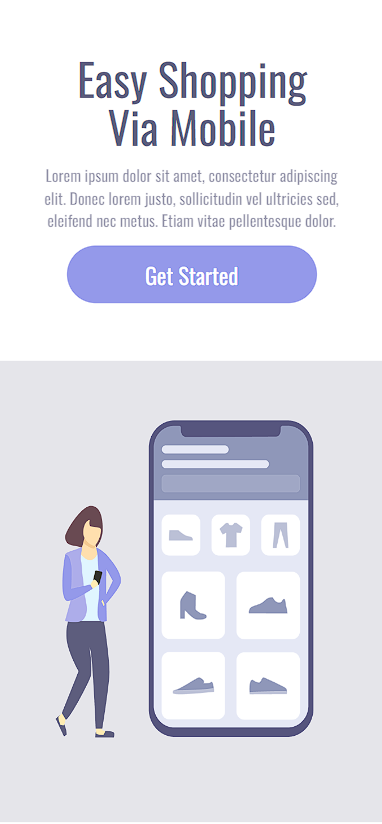 Easy Shopping
Via Mobile
Lorem ipsum dolor sit amet, consectetur adipiscing
elit. Donec lorem justo, sollicitudin vel ultricies sed,
eleifend nec metus. Etiam vitae pellentesque dolor.
Get Started